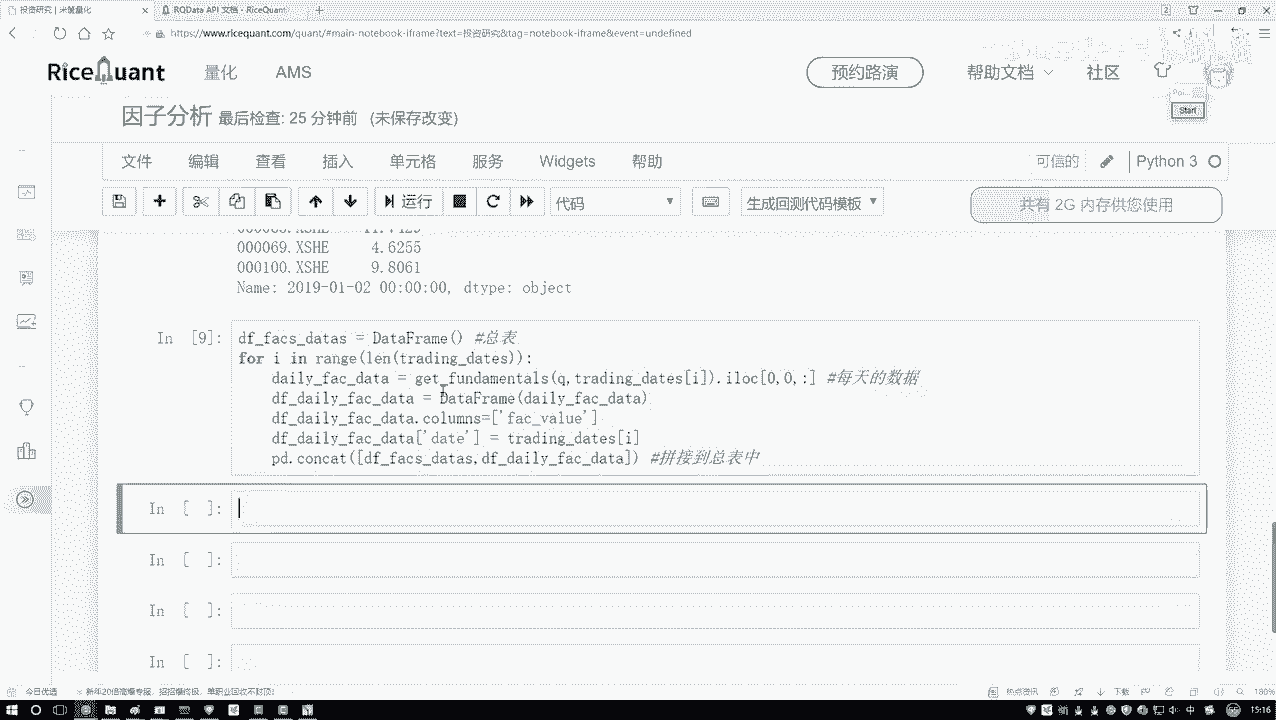 投资研究 | 米筐量化
RQData API 文档 - RiceQuant
https://www.ricequant.com/quant/#main-notebook-iframe?text=投资研究&tag=notebook-iframe&event=undefined
RiceQuant 量化 AMS 预约路演 帮助文档 社区
Start
因子分析 最后检查: 25 分钟前 (未保存改变)
文件 编辑 查看 插入 单元格 服务 Widgets 帮助 可信的 Python 3
运行 代码 生成回测代码模板 共有 2G 内存供您使用
000069.XSHE 4.6255
000100.XSHE 9.8061
Name: 2019-01-02 00:00:00, dtype: object
In [9]: df_facs_datas = DataFrame() #总表
for i in range(len(trading_dates)):
daily_fac_data = get_fundamentals(q,trading_dates[i]).iloc[0,0,:] #每天的数据
df_daily_fac_data = DataFrame(daily_fac_data)
df_daily_fac_data.columns=['fac_value']
df_daily_fac_data['date'] = trading_dates[i]
pd.concat([df_facs_datas,df_daily_fac_data]) #拼接到总表中
In [ ]:
In [ ]:
In [ ]:
In [ ]:
今日优选 热点资讯 下载 180%
中 15:16